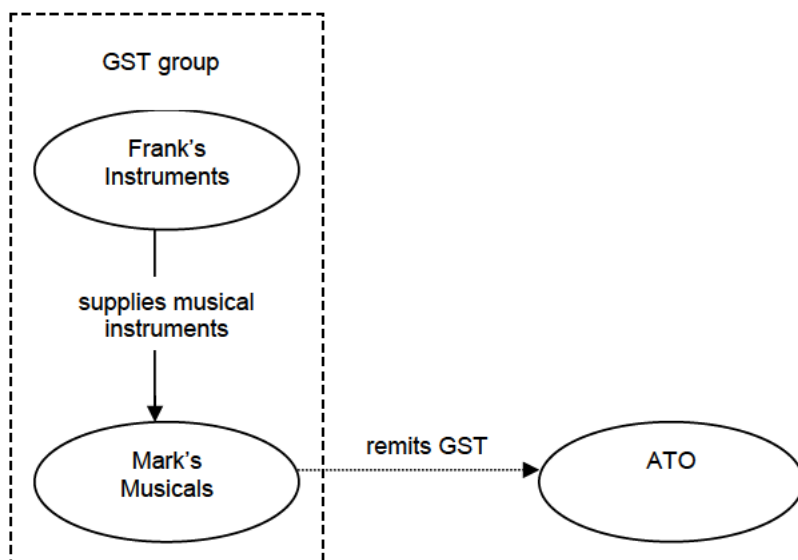 GST group
Frank's
Instruments
supplies musical
instruments
Mark's
Musicals
remits GST
ATO